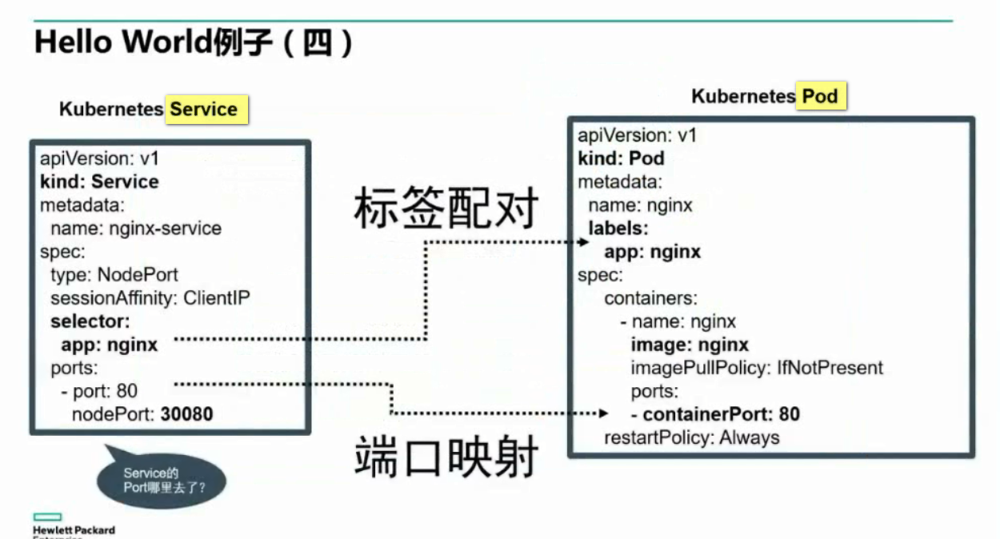 Hello World例子（四）
Kubernetes Service
apiVersion: v1
kind: Service
metadata:
name: nginx-service
spec:
type: NodePort
sessionAffinity: ClientIP
selector:
app: nginx
ports:
- port: 80
nodePort: 30080
Service的
Port哪里去了?
标签配对
端口映射
Kubernetes Pod
apiVersion: v1
kind: Pod
metadata:
name: nginx
labels:
app: nginx
spec:
containers:
- name: nginx
image: nginx
imagePullPolicy: IfNotPresent
ports:
- containerPort: 80
restartPolicy: Always
Hewlett Packard